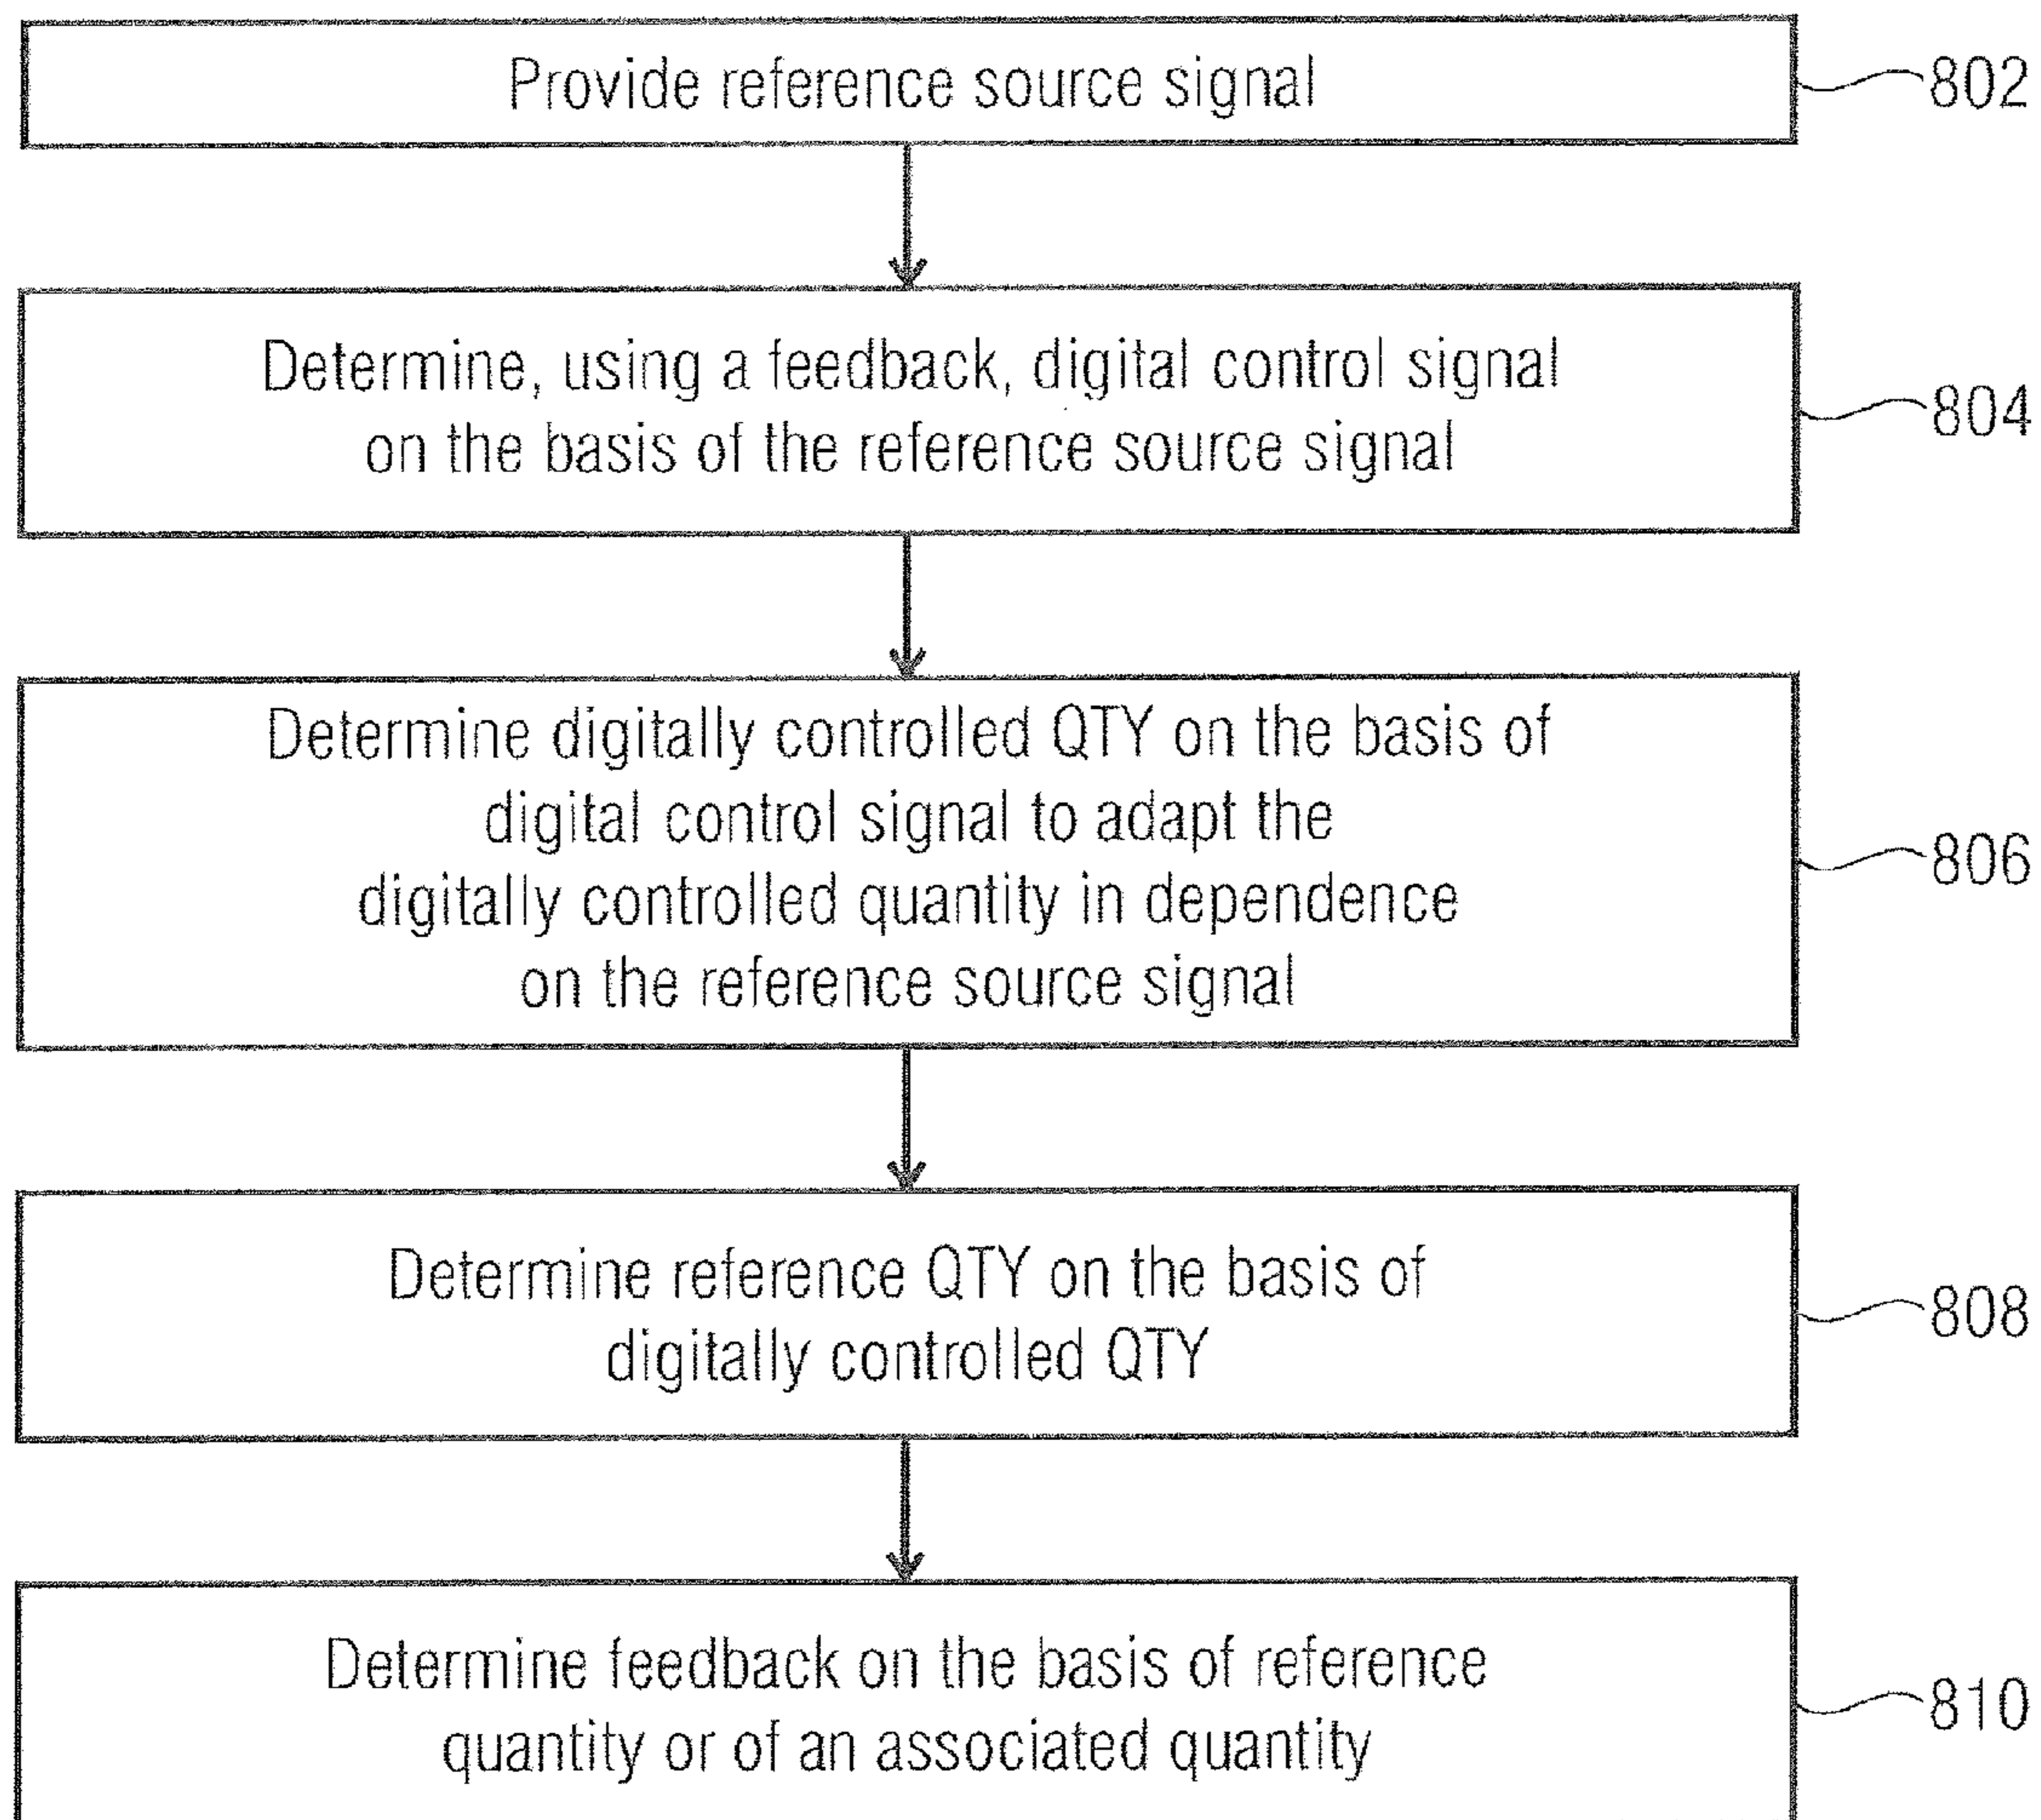 Provide reference source signal
802
Determine, using a feedback, digital control signal
on the basis of the reference source signal
804
Determine digitally controlled QTY on the basis of
digital control signal to adapt the
digitally controlled quantity in dependence
on the reference source signal
806
Determine reference QTY on the basis of
digitally controlled QTY
808
Determine feedback on the basis of reference
quantity or of an associated quantity
810